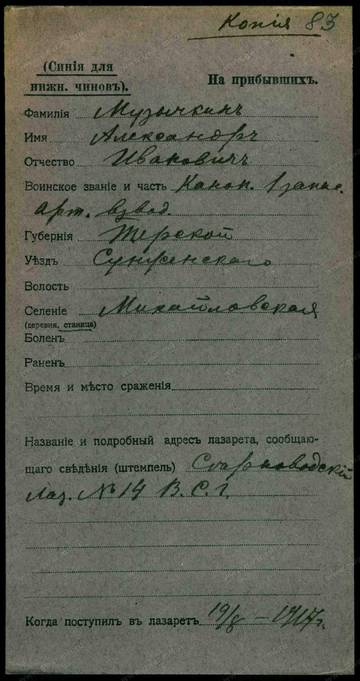 Копія 83
(Синія для нижн. чиновъ).
На прибывшихъ.
Фамилія Музычкинъ
Имя Александръ
Отчество Ивановичъ
Воинское званіе и часть Канон. 1 запас.
арт. взвод.
Губернія Терской
Уѣздъ Сунженскаго
Волость
Селеніе Михайловская
(деревня, станица)
Боленъ
Раненъ
Время и мѣсто сраженія
Названіе и подробный адресъ лазарета, сообщаю-
щаго свѣдѣнія (штемпель)
Лаз. № 14 В. С. Г.
Когда поступилъ въ лазаретъ 19/8 – 1917 г.